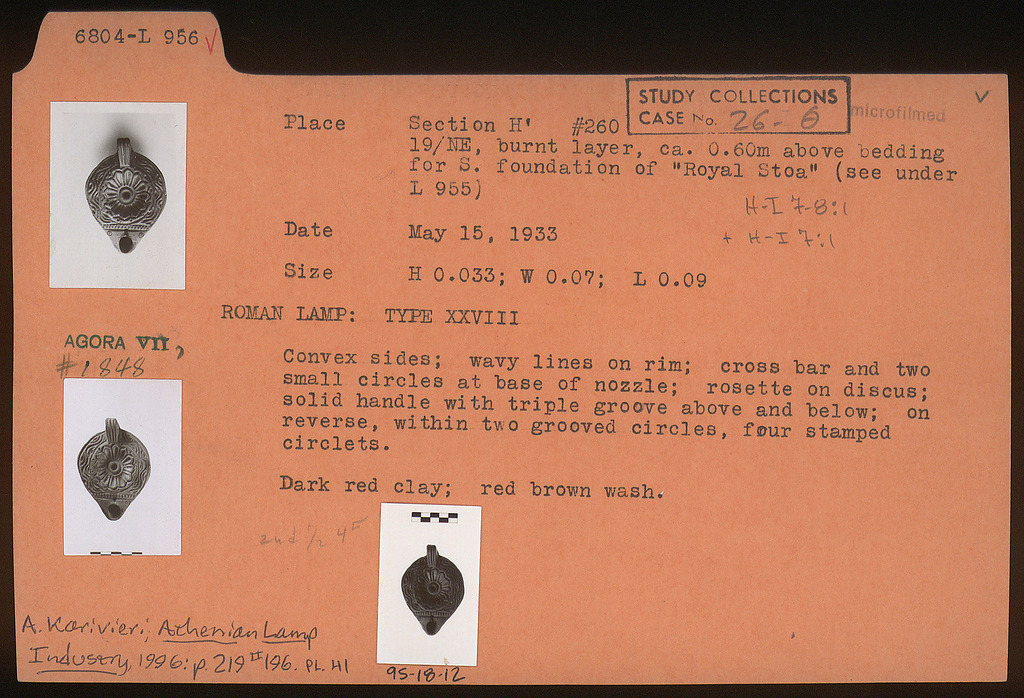 6804-L 956 ✓
STUDY COLLECTIONS
CASE No. 26-6
microfilmed
✓
Place Section H' #260
19/NE, burnt layer, ca. 0.60m above bedding
for S. foundation of "Royal Stoa" (see under
L 955)
H-I 7-8:1
+ H-I 7:1
Date May 15, 1933
Size H 0.033; W 0.07; L 0.09
ROMAN LAMP: TYPE XXVIII
AGORA VII,
#1848
Convex sides; wavy lines on rim; cross bar and two
small circles at base of nozzle; rosette on discus;
solid handle with triple groove above and below; on
reverse, within two grooved circles, four stamped
circlets.
Dark red clay; red brown wash.
2nd 1/2 4
A. Karivieri, Athenian Lamp
Industry, 1996: p. 219 196. PL. 41
95-18-12